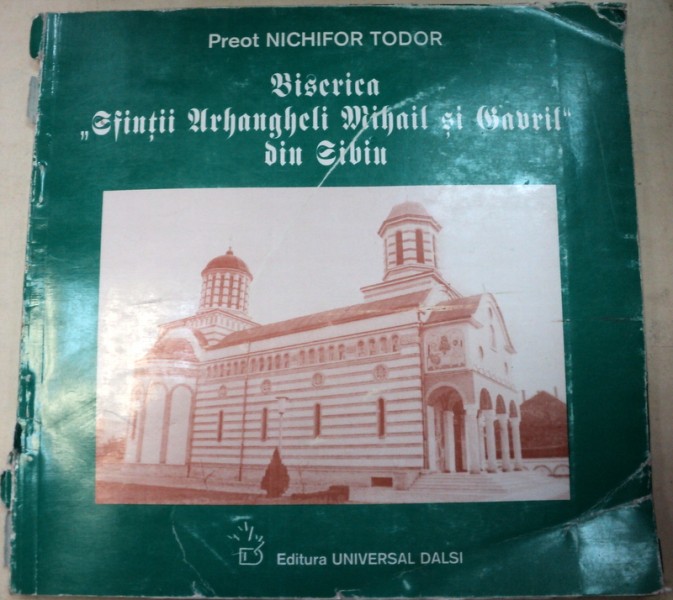 Preot NICHIFOR TODOR
Biserica
„Sfinții Arhangheli Mihail și Gavril“
din Sibiu
Editura UNIVERSAL DALSI